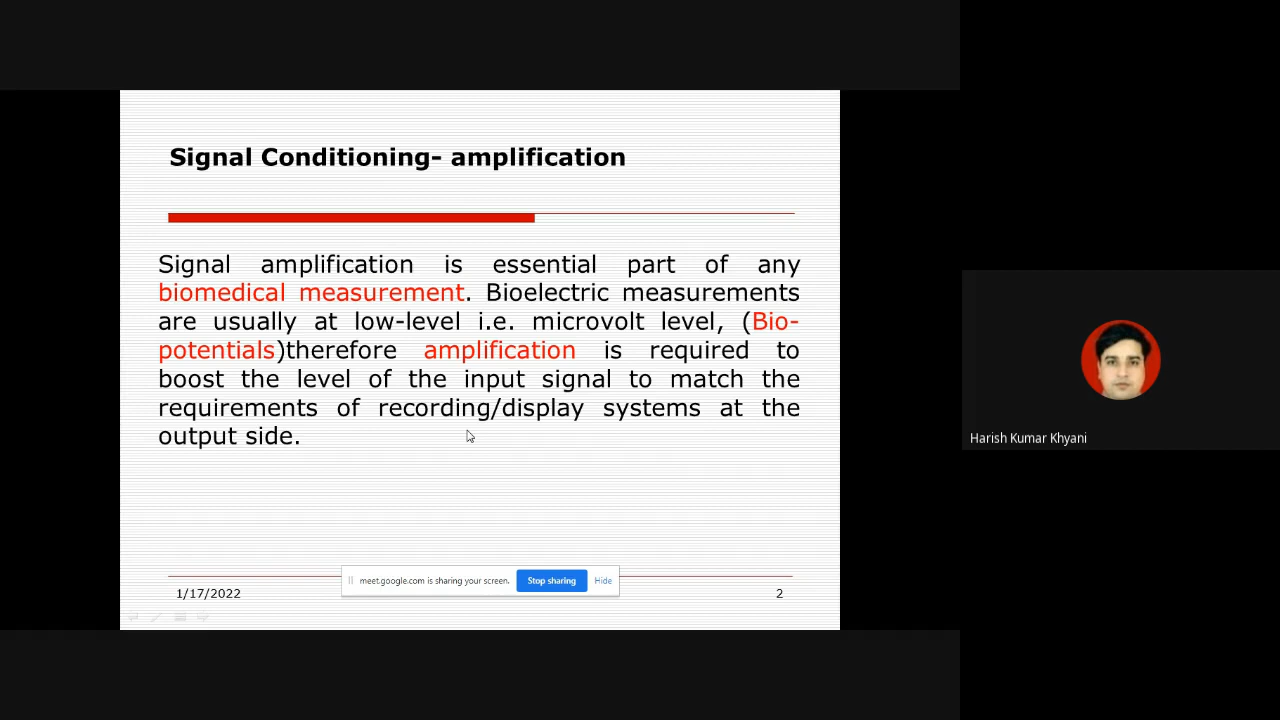 Signal Conditioning- amplification
Signal amplification is essential part of any
biomedical measurement. Bioelectric measurements
are usually at low-level i.e. microvolt level, (Bio-
potentials)therefore amplification is required to
boost the level of the input signal to match the
requirements of recording/display systems at the
output side.
meet.google.com is sharing your screen.
Stop sharing
Hide
1/17/2022
2
Harish Kumar Khyani